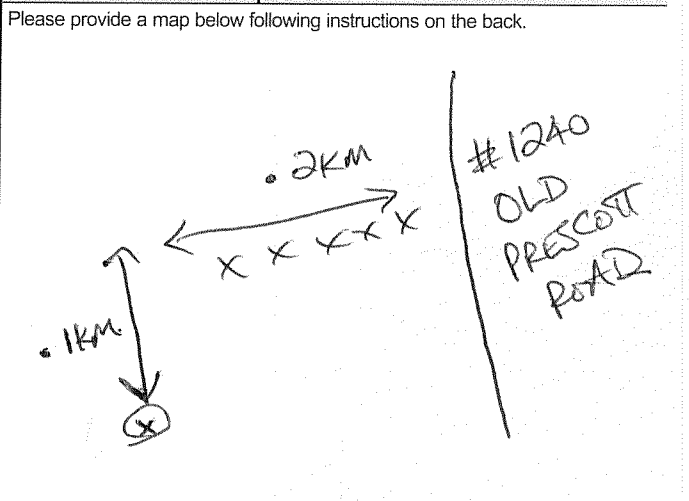 Please provide a map below following instructions on the back.
.2KM
#1240
OLD
PRESCOTT
ROAD
X X X X X
.1KM.
X